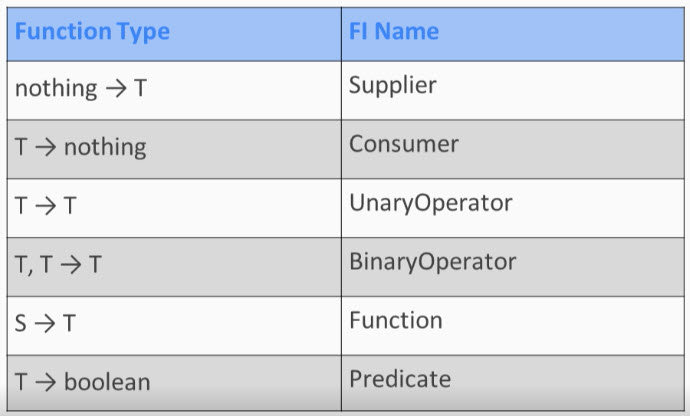 Function Type FI Name
nothing → T Supplier
T → nothing Consumer
T → T UnaryOperator
T, T → T BinaryOperator
S → T Function
T → boolean Predicate